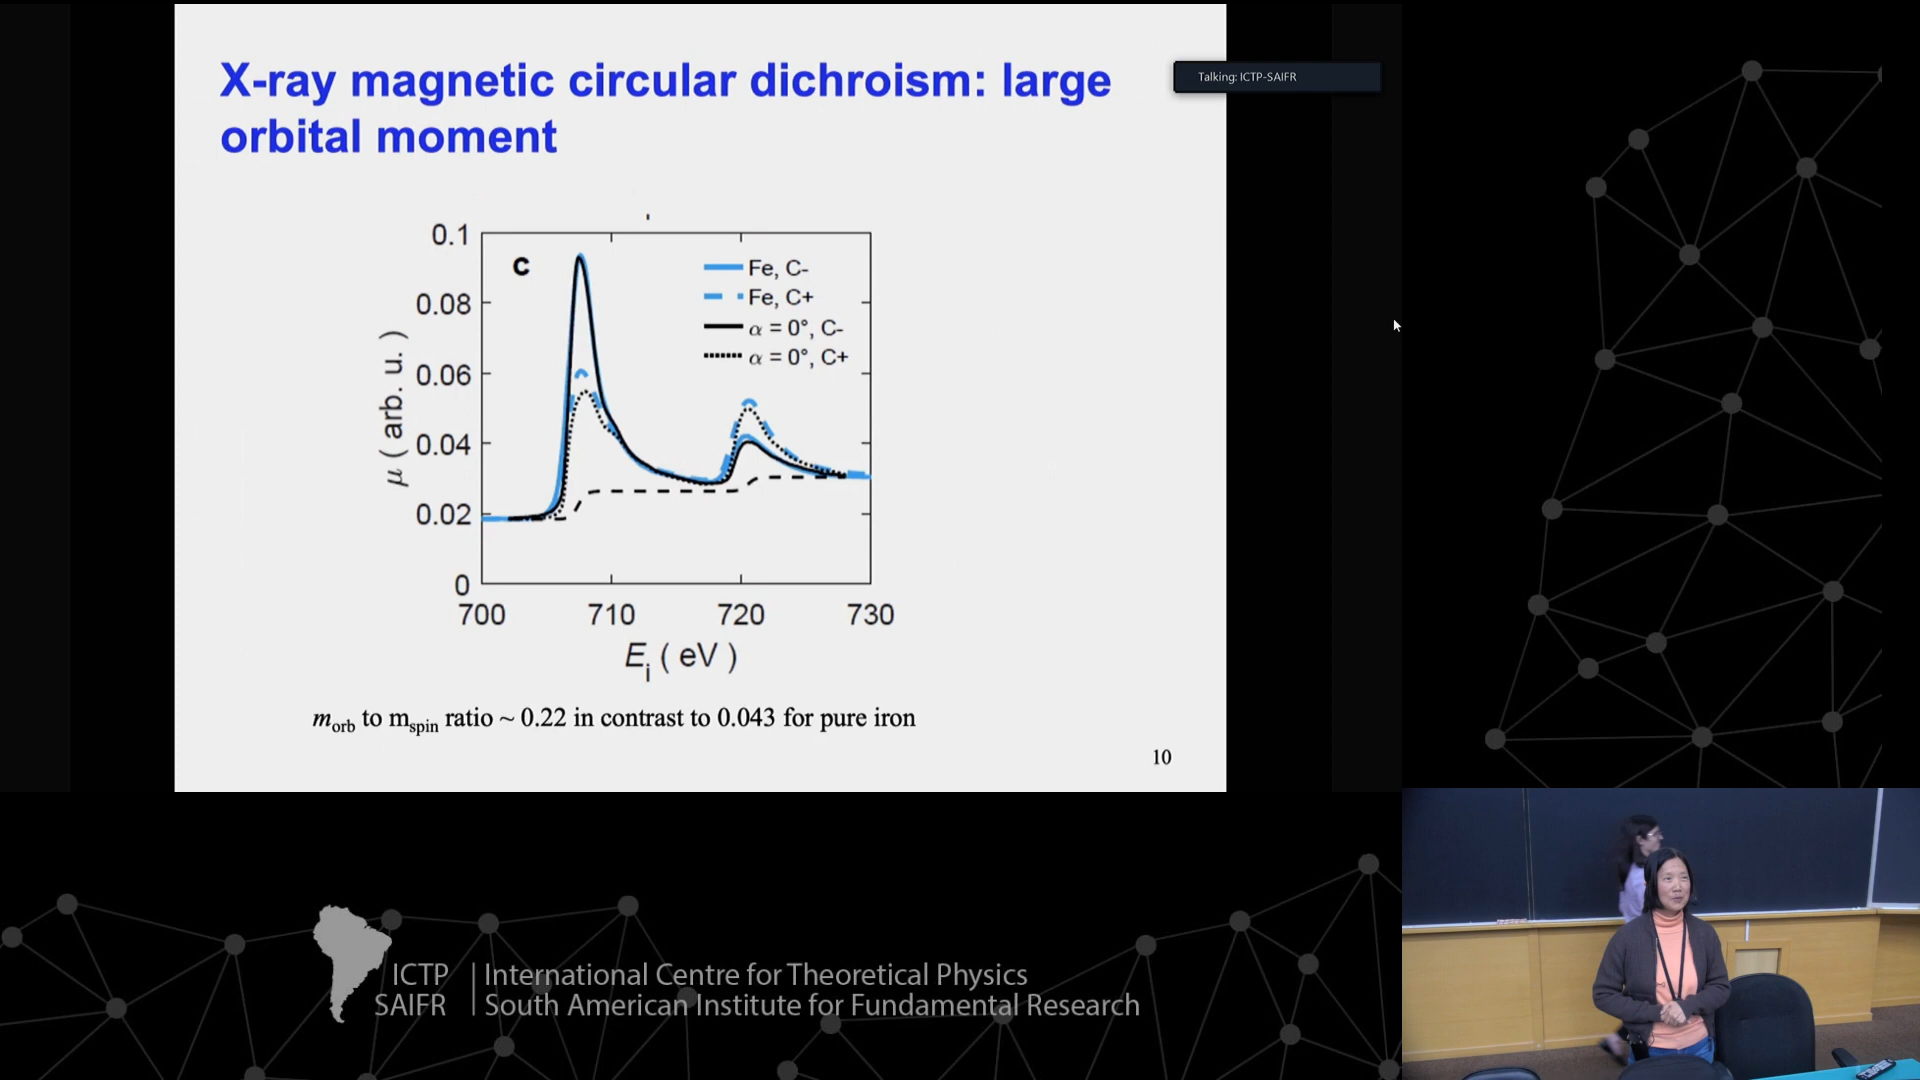 X-ray magnetic circular dichroism: large
orbital moment
Talking: ICTP-SAIFR
c
Fe, C-
Fe, C+
α = 0°, C-
α = 0°, C+
0.1
0.08
0.06
0.04
0.02
0
μ ( arb. u. )
700 710 720 730
Ei ( eV )
morb to mspin ratio ~ 0.22 in contrast to 0.043 for pure iron
10
ICTP
SAIFR
International Centre for Theoretical Physics
South American Institute for Fundamental Research